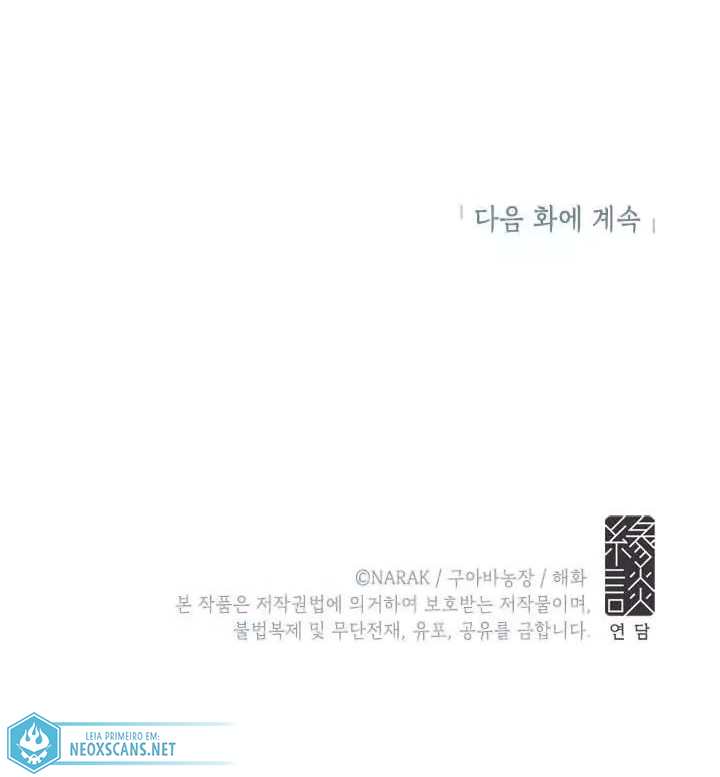 다음 화에 계속
©NARAK / 구아바농장 / 해화
본 작품은 저작권법에 의거하여 보호받는 저작물이며,
불법복제 및 무단전재, 유포, 공유를 금합니다.
緣談
연담
LEIA PRIMEIRO EM:
NEOXSCANS.NET